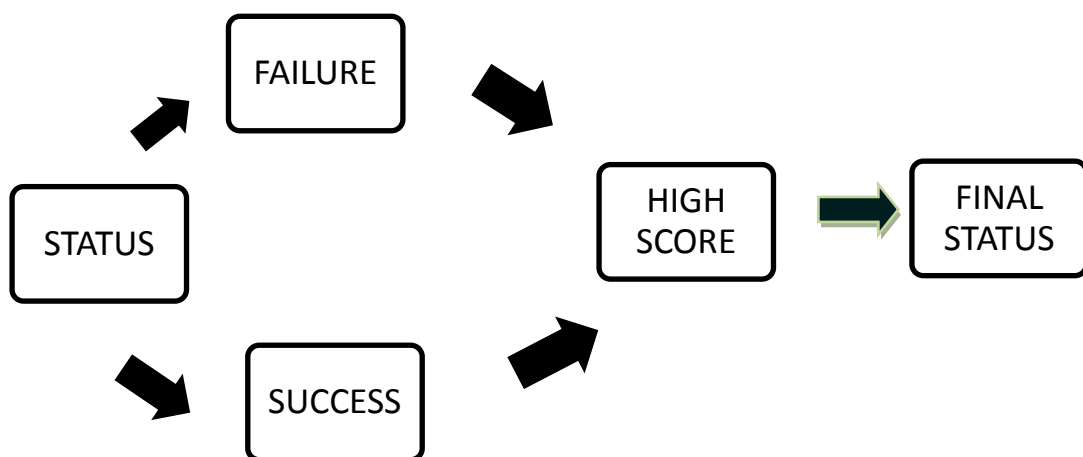 FAILURE
STATUS
HIGH
SCORE
FINAL
STATUS
SUCCESS